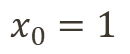 x₀ = 1